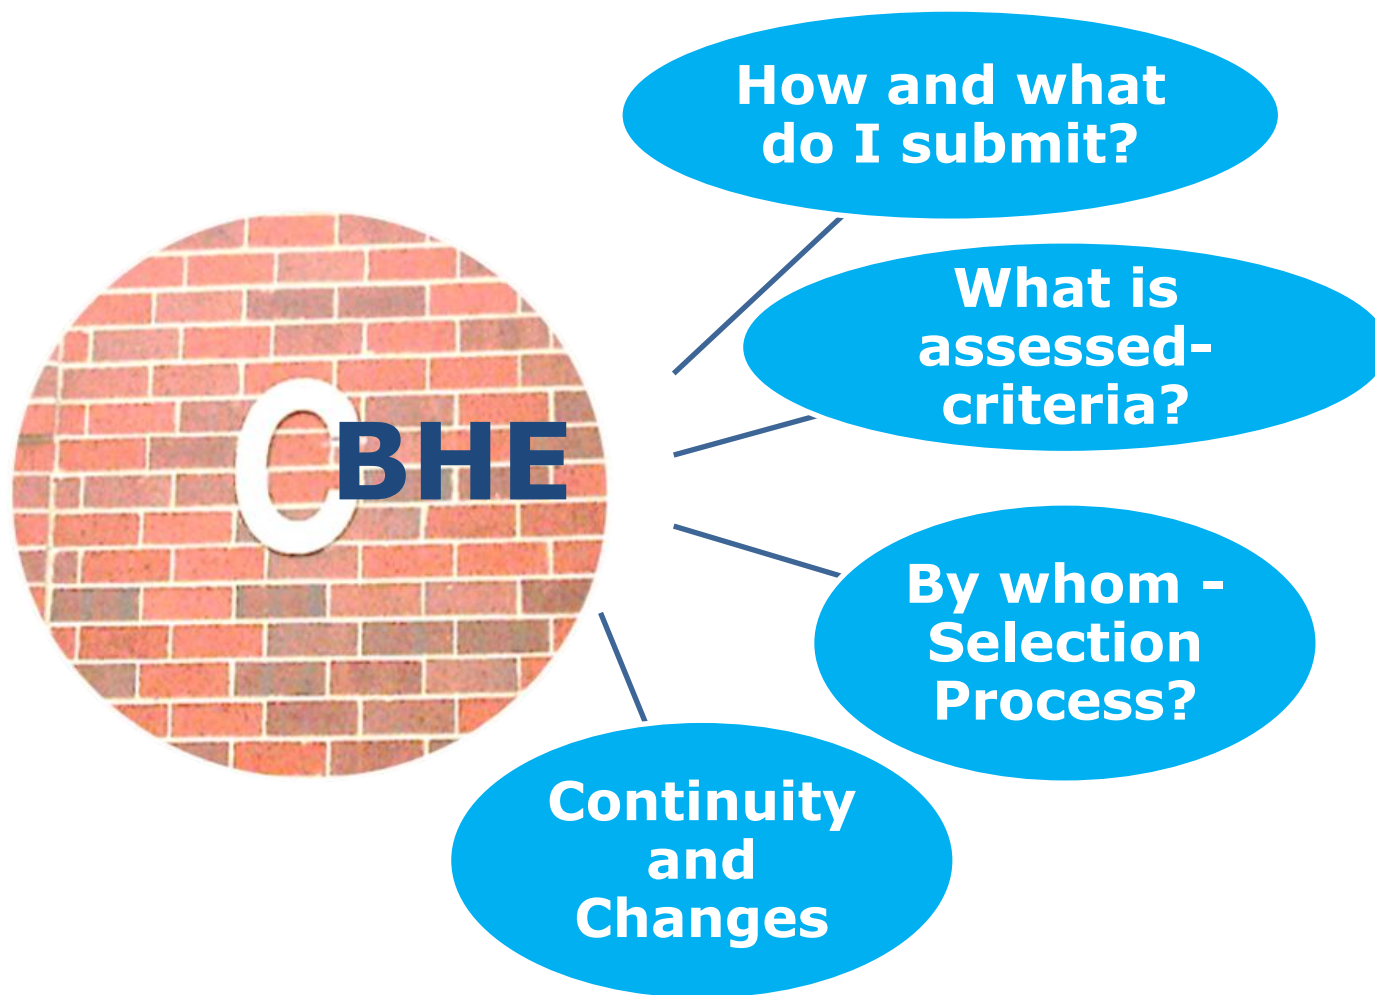 How and what
do I submit?
What is
assessed-
criteria?
CBHE
By whom -
Selection
Process?
Continuity
and
Changes